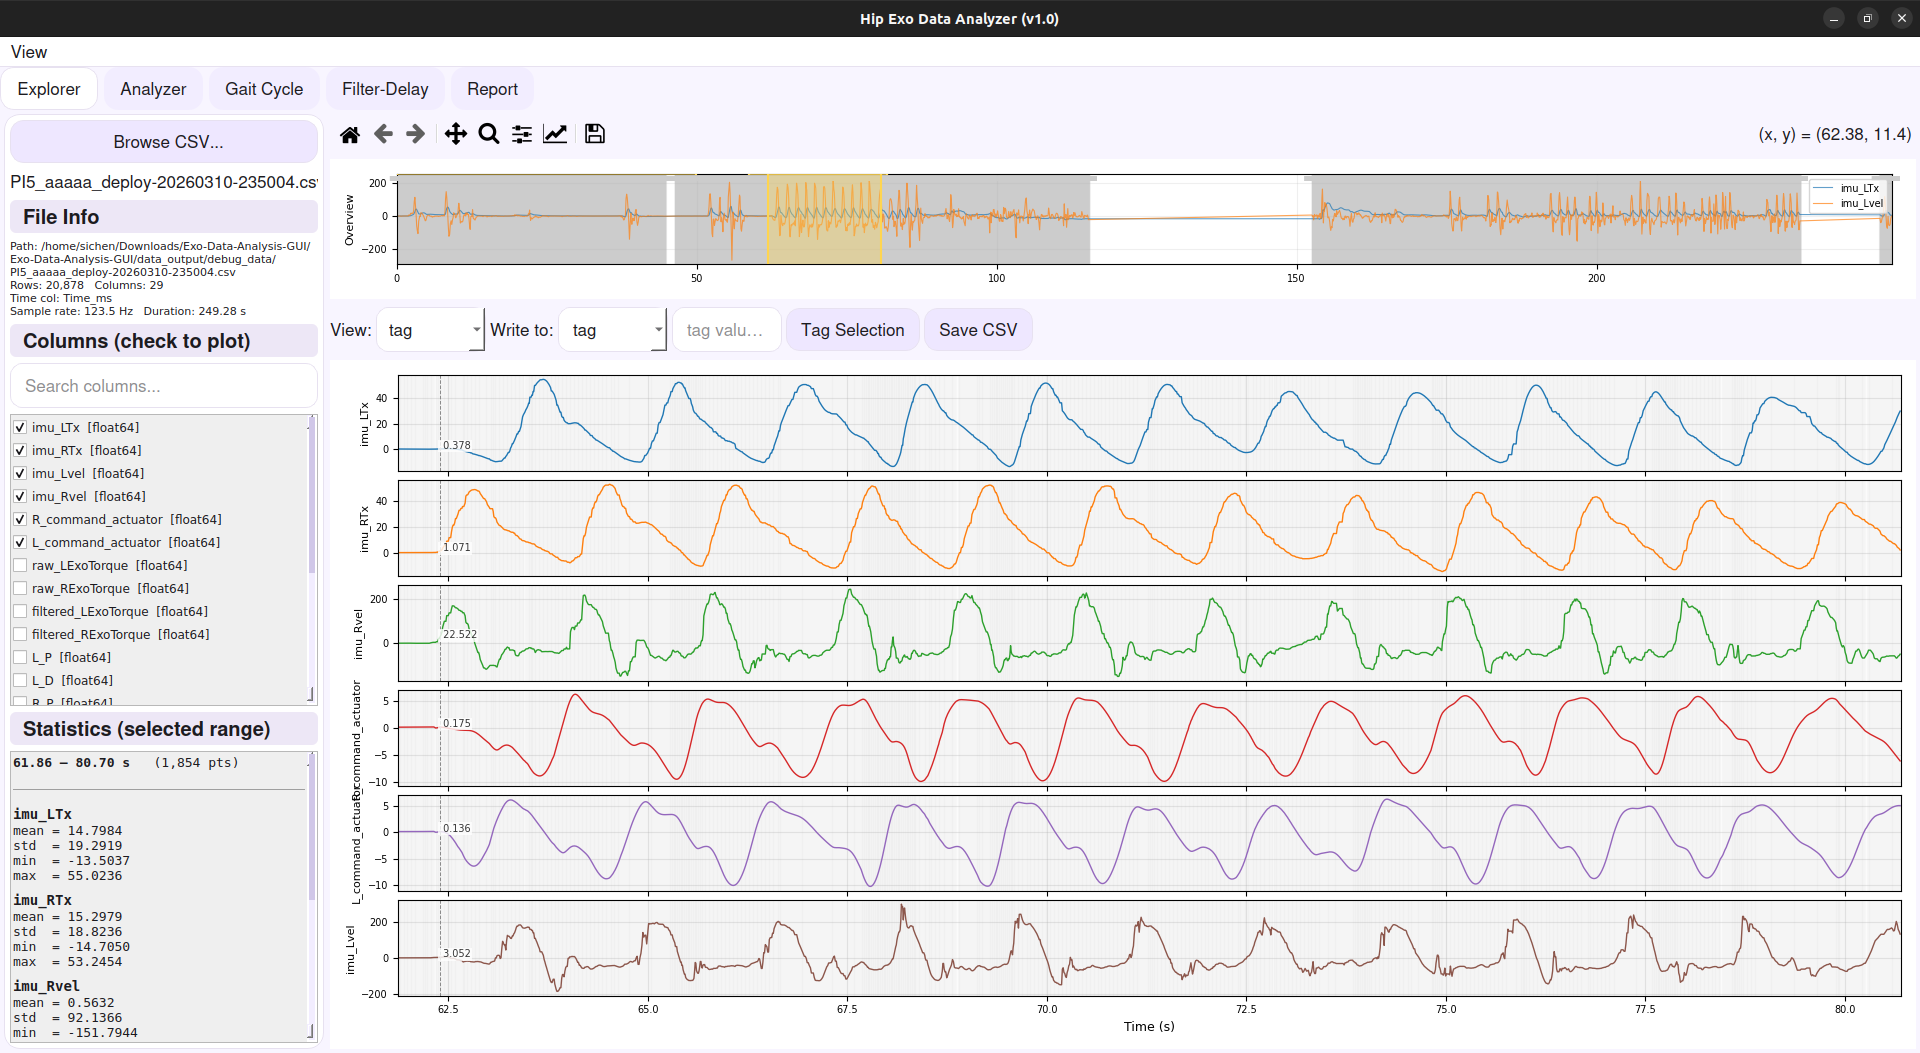 Hip Exo Data Analyzer (v1.0)
View
Explorer Analyzer Gait Cycle Filter-Delay Report
Browse CSV...
(x, y) = (62.38, 11.4)
PI5_aaaaa_deploy-20260310-235004.cs
File Info
Path: /home/sichen/Downloads/Exo-Data-Analysis-GUI/
Exo-Data-Analysis-GUI/data_output/debug_data/
PI5_aaaaa_deploy-20260310-235004.csv
Rows: 20,878 Columns: 29
Time col: Time_ms
Sample rate: 123.5 Hz Duration: 249.28 s
Columns (check to plot)
Search columns...
imu_LTx [float64]
imu_RTx [float64]
imu_Lvel [float64]
imu_Rvel [float64]
R_command_actuator [float64]
L_command_actuator [float64]
raw_LExoTorque [float64]
raw_RExoTorque [float64]
filtered_LExoTorque [float64]
filtered_RExoTorque [float64]
L_P [float64]
L_D [float64]
R_P [float64]
Statistics (selected range)
61.86 – 80.70 s (1,854 pts)
imu_LTx
mean = 14.7984
std = 19.2919
min = -13.5037
max = 55.0236
imu_RTx
mean = 15.2979
std = 18.8236
min = -14.7050
max = 53.2454
imu_Rvel
mean = 0.5632
std = 92.1366
min = -151.7944
Overview
200
0
−200
imu_LTx
imu_Lvel
0 50 100 150 200
View: tag Write to: tag tag valu... Tag Selection Save CSV
imu_LTx
40
20
0
0.378
imu_RTx
40
20
0
1.071
imu_Rvel
200
0
22.522
R_command_actuator
5
0
−5
−10
0.175
L_command_actuator
5
0
−5
−10
0.136
imu_Lvel
200
0
−200
3.052
62.5 65.0 67.5 70.0 72.5 75.0 77.5 80.0
Time (s)